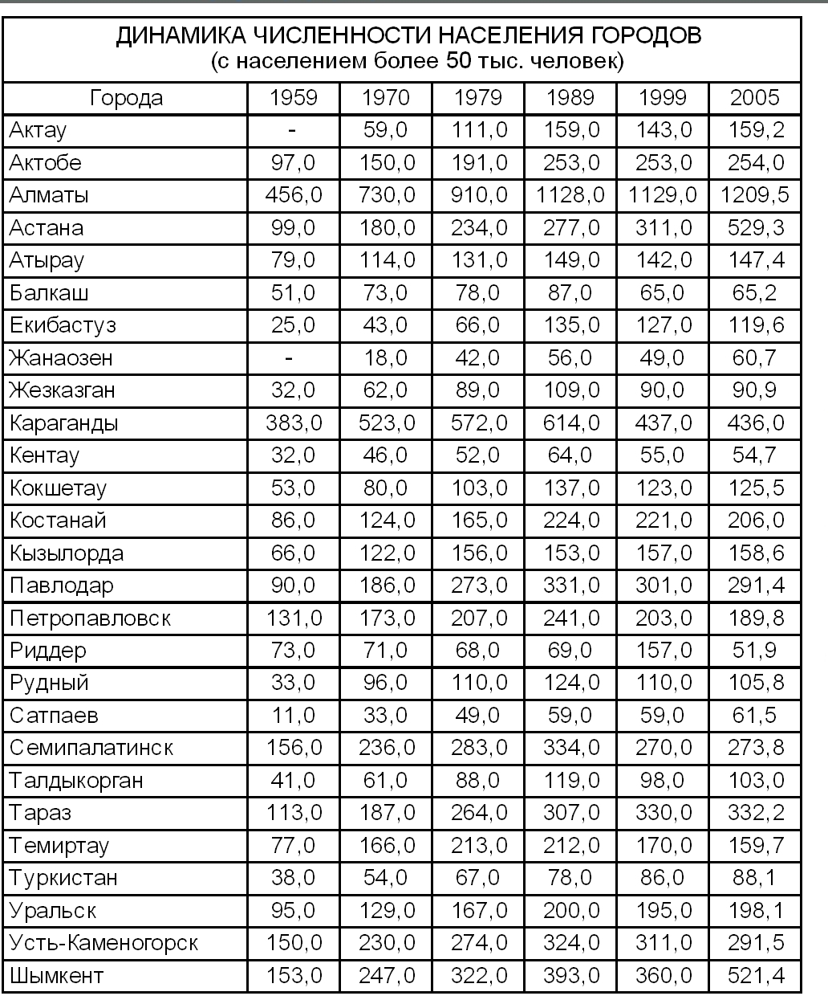 ДИНАМИКА ЧИСЛЕННОСТИ НАСЕЛЕНИЯ ГОРОДОВ
(с населением более 50 тыс. человек)
Города 1959 1970 1979 1989 1999 2005
Актау - 59,0 111,0 159,0 143,0 159,2
Актобе 97,0 150,0 191,0 253,0 253,0 254,0
Алматы 456,0 730,0 910,0 1128,0 1129,0 1209,5
Астана 99,0 180,0 234,0 277,0 311,0 529,3
Атырау 79,0 114,0 131,0 149,0 142,0 147,4
Балкаш 51,0 73,0 78,0 87,0 65,0 65,2
Екибастуз 25,0 43,0 66,0 135,0 127,0 119,6
Жанаозен - 18,0 42,0 56,0 49,0 60,7
Жезказган 32,0 62,0 89,0 109,0 90,0 90,9
Караганды 383,0 523,0 572,0 614,0 437,0 436,0
Кентау 32,0 46,0 52,0 64,0 55,0 54,7
Кокшетау 53,0 80,0 103,0 137,0 123,0 125,5
Костанай 86,0 124,0 165,0 224,0 221,0 206,0
Кызылорда 66,0 122,0 156,0 153,0 157,0 158,6
Павлодар 90,0 186,0 273,0 331,0 301,0 291,4
Петропавловск 131,0 173,0 207,0 241,0 203,0 189,8
Риддер 73,0 71,0 68,0 69,0 157,0 51,9
Рудный 33,0 96,0 110,0 124,0 110,0 105,8
Сатпаев 11,0 33,0 49,0 59,0 59,0 61,5
Семипалатинск 156,0 236,0 283,0 334,0 270,0 273,8
Талдыкорган 41,0 61,0 88,0 119,0 98,0 103,0
Тараз 113,0 187,0 264,0 307,0 330,0 332,2
Темиртау 77,0 166,0 213,0 212,0 170,0 159,7
Туркистан 38,0 54,0 67,0 78,0 86,0 88,1
Уральск 95,0 129,0 167,0 200,0 195,0 198,1
Усть-Каменогорск 150,0 230,0 274,0 324,0 311,0 291,5
Шымкент 153,0 247,0 322,0 393,0 360,0 521,4